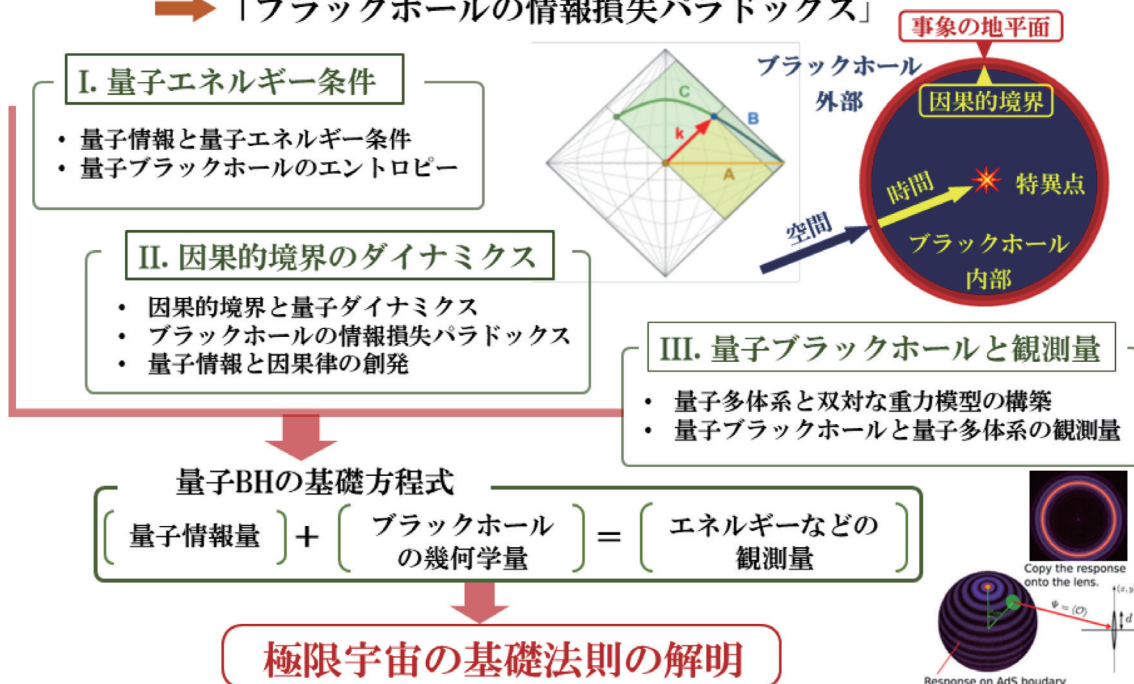 「ブラックホールの情報損失パラドックス」
I. 量子エネルギー条件
・ 量子情報と量子エネルギー条件
・ 量子ブラックホールのエントロピー
C
B
k
A
事象の地平面
ブラックホール
外部
因果的境界
時間
特異点
空間
ブラックホール
内部
II. 因果的境界のダイナミクス
・ 因果的境界と量子ダイナミクス
・ ブラックホールの情報損失パラドックス
・ 量子情報と因果律の創発
III. 量子ブラックホールと観測量
・ 量子多体系と双対な重力模型の構築
・ 量子ブラックホールと量子多体系の観測量
量子BHの基礎方程式
量子情報量 + ブラックホール = エネルギーなどの
の幾何学量 観測量
極限宇宙の基礎法則の解明
Copy the response
onto the lens.
Ψ = ⟨O⟩
d
Response on AdS boudary